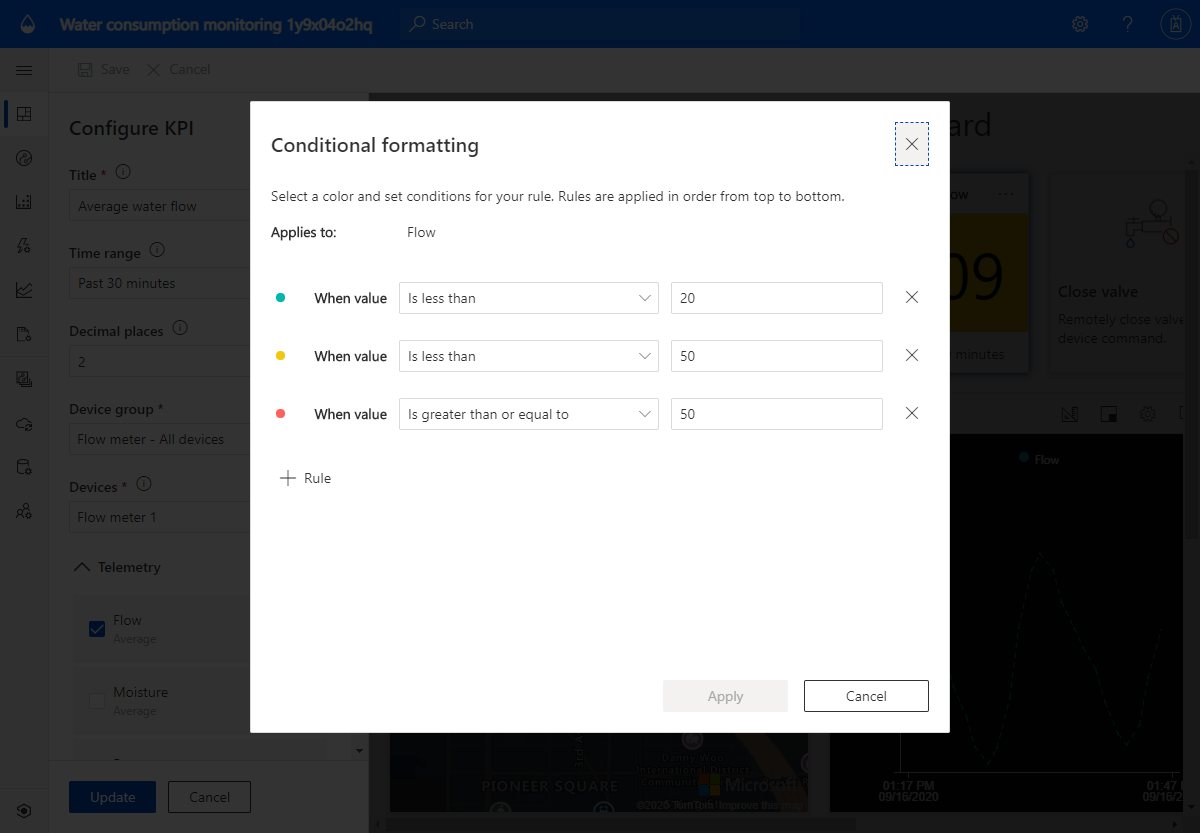 Water consumption monitoring 1y9x04o2hq
Search
Save
Cancel
Configure KPI
Title *
Average water flow
Time range
Past 30 minutes
Decimal places
2
Device group *
Flow meter - All devices
Devices *
Flow meter 1
Telemetry
Flow
Average
Moisture
Average
Update
Cancel
Conditional formatting
Select a color and set conditions for your rule. Rules are applied in order from top to bottom.
Applies to: Flow
When value Is less than 20
When value Is less than 50
When value Is greater than or equal to 50
Rule
Apply
Cancel
ard
ow
09
minutes
Close valve
Remotely close valve
device command.
Flow
01:17 PM
09/16/2020
01:47
09/16/2
3rd A
PIONEER SQUARE
Danny Woo
International District
Community
Microsoft
©2020 TomTom Improve this map